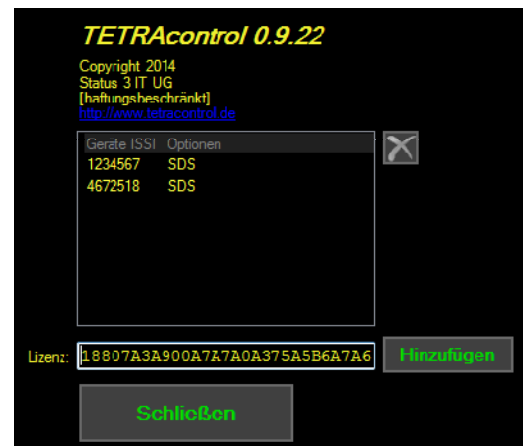 TETRAcontrol 0.9.22
Copyright 2014
Status 3 IT UG
[haftungsbeschränkt]
http://www.tetracontrol.de
Geräte ISSI Optionen
1234567 SDS
4672518 SDS
Lizenz: 18807A3A900A7A7A0A375A5B6A7A6 Hinzufügen
Schließen